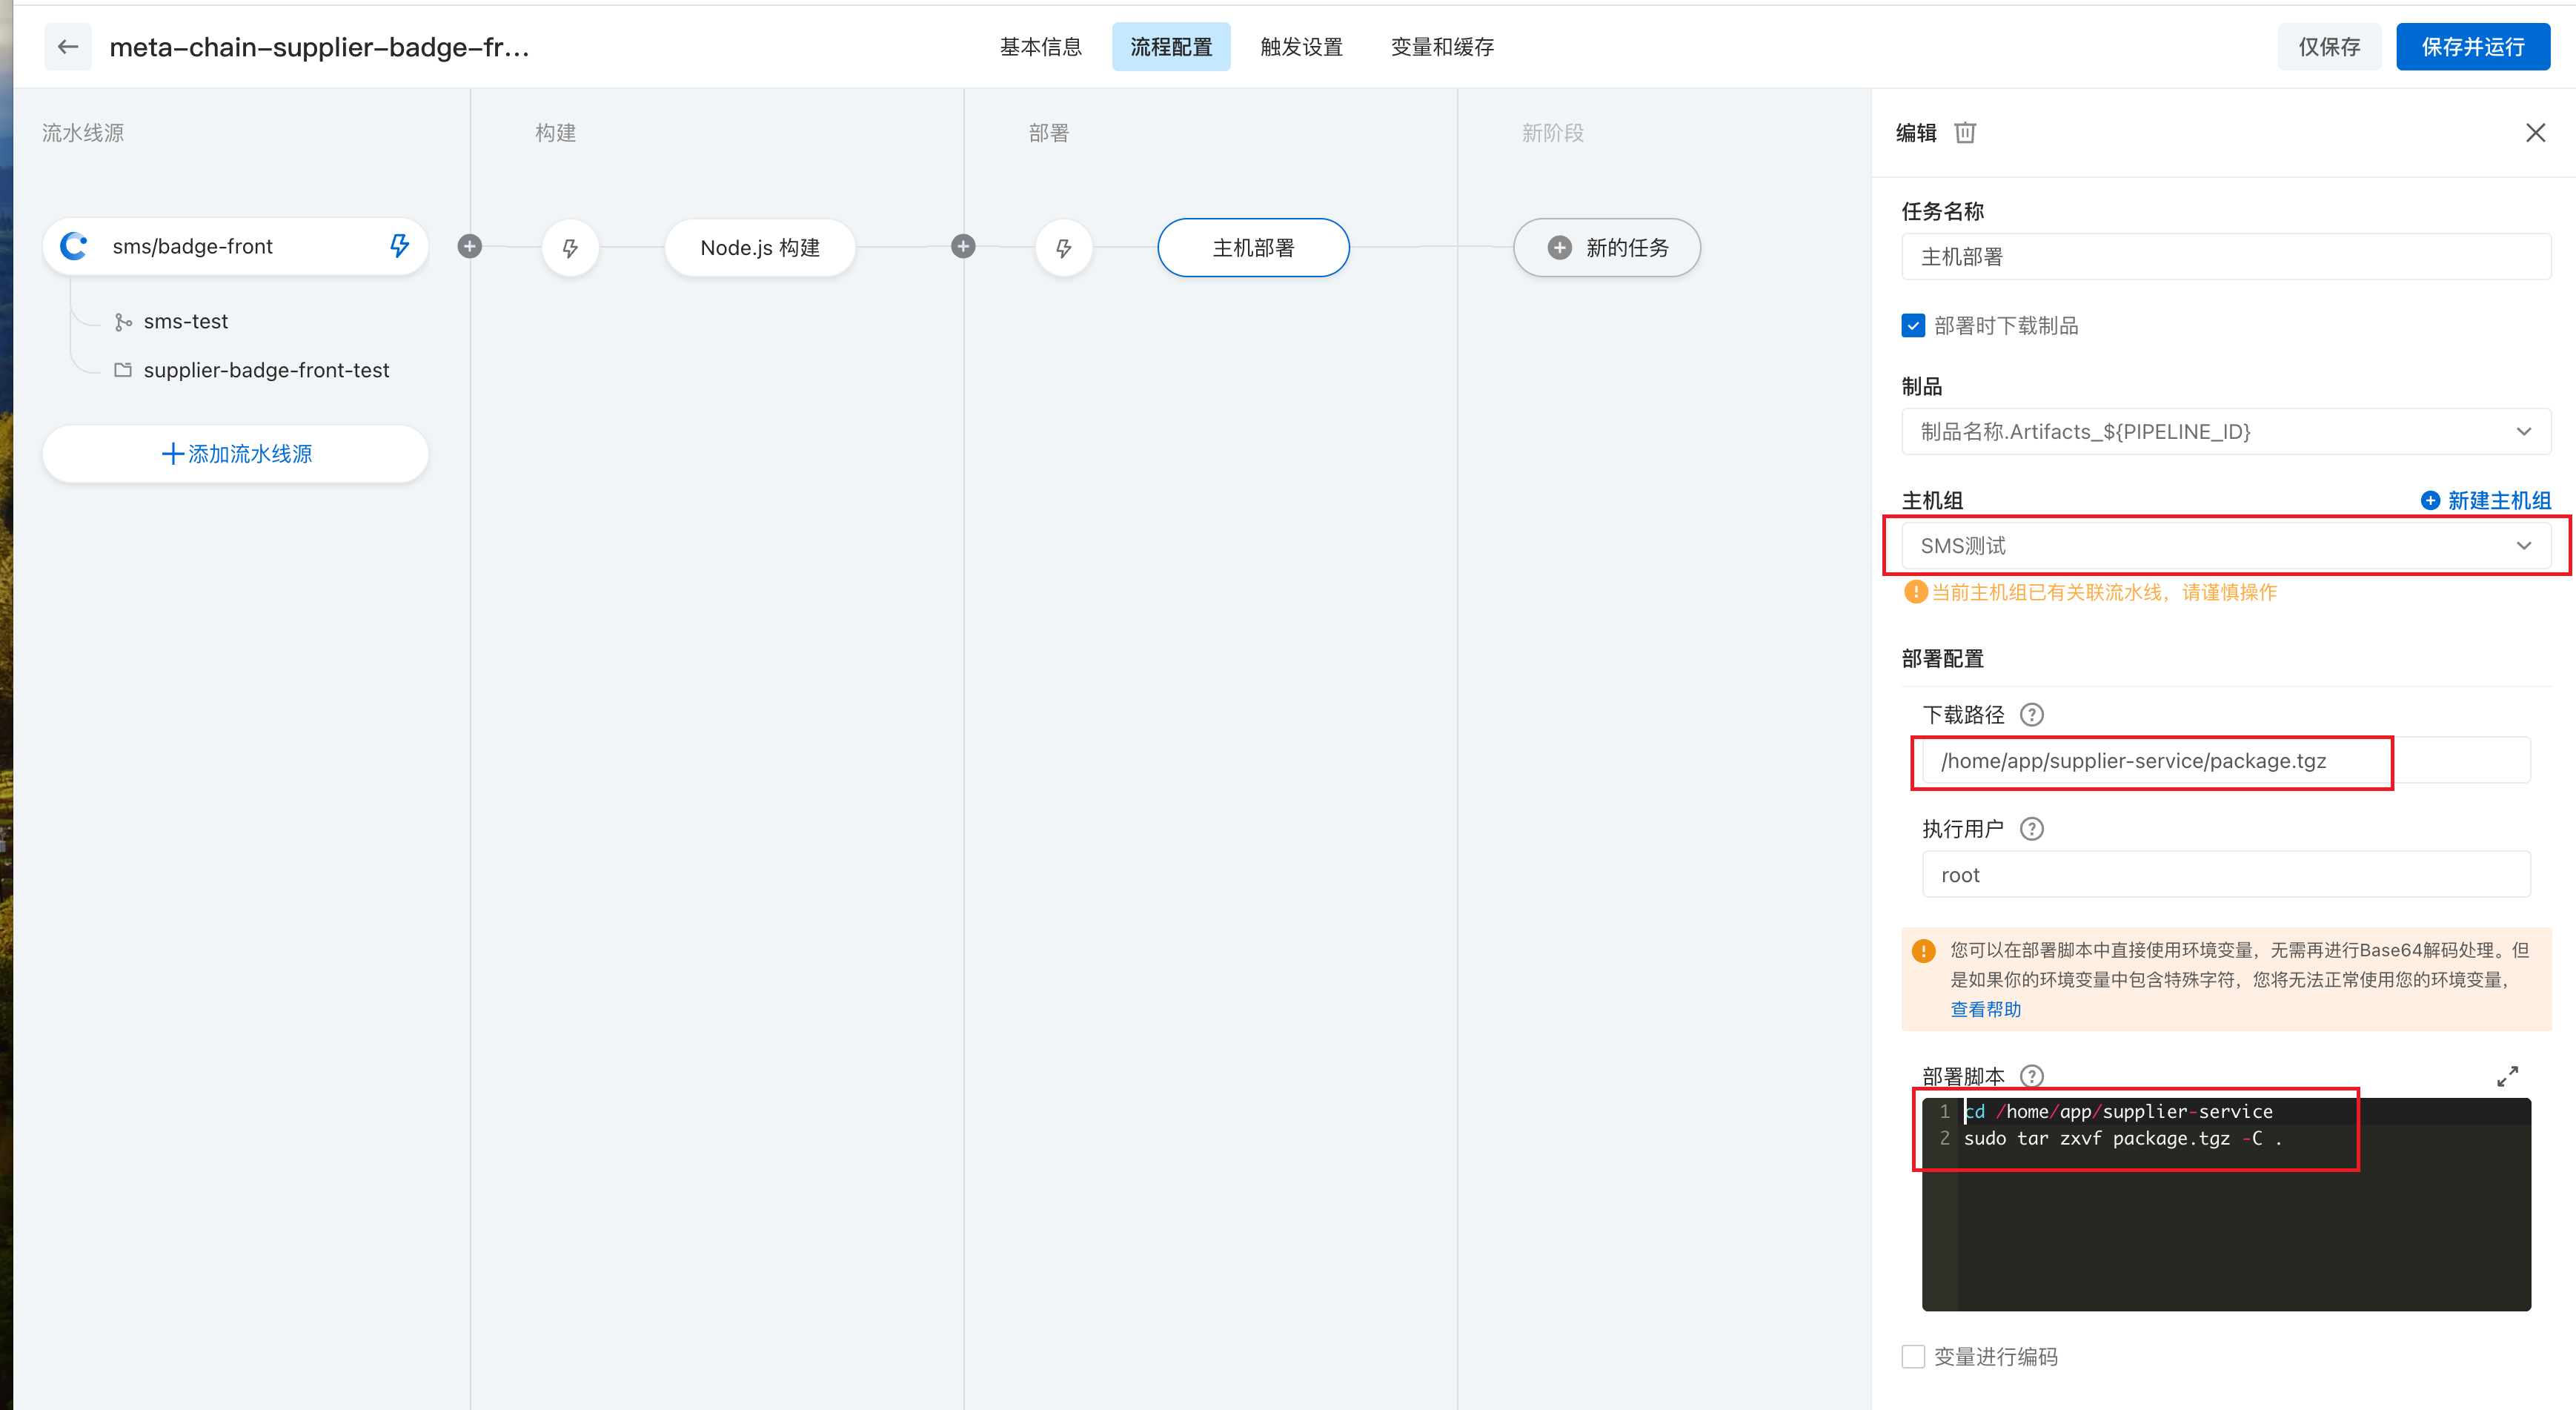 meta-chain-supplier-badge-fr...
基本信息
流程配置
触发设置
变量和缓存
仅保存
保存并运行
流水线源
构建
部署
新阶段
sms/badge-front
Node.js 构建
主机部署
新的任务
sms-test
supplier-badge-front-test
添加流水线源
编辑
任务名称
主机部署
部署时下载制品
制品
制品名称.Artifacts_${PIPELINE_ID}
主机组
新建主机组
SMS测试
当前主机组已有关联流水线，请谨慎操作
部署配置
下载路径
/home/app/supplier-service/package.tgz
执行用户
root
您可以在部署脚本中直接使用环境变量，无需再进行Base64解码处理。但
是如果你的环境变量中包含特殊字符，您将无法正常使用您的环境变量，
查看帮助
部署脚本
1 cd /home/app/supplier-service
2 sudo tar zxvf package.tgz -C .
变量进行编码